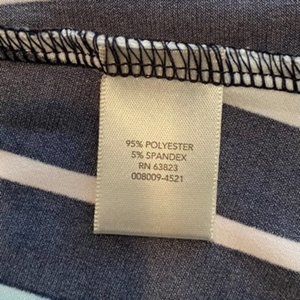 95% POLYESTER
5% SPANDEX
RN 63823
008009-4521